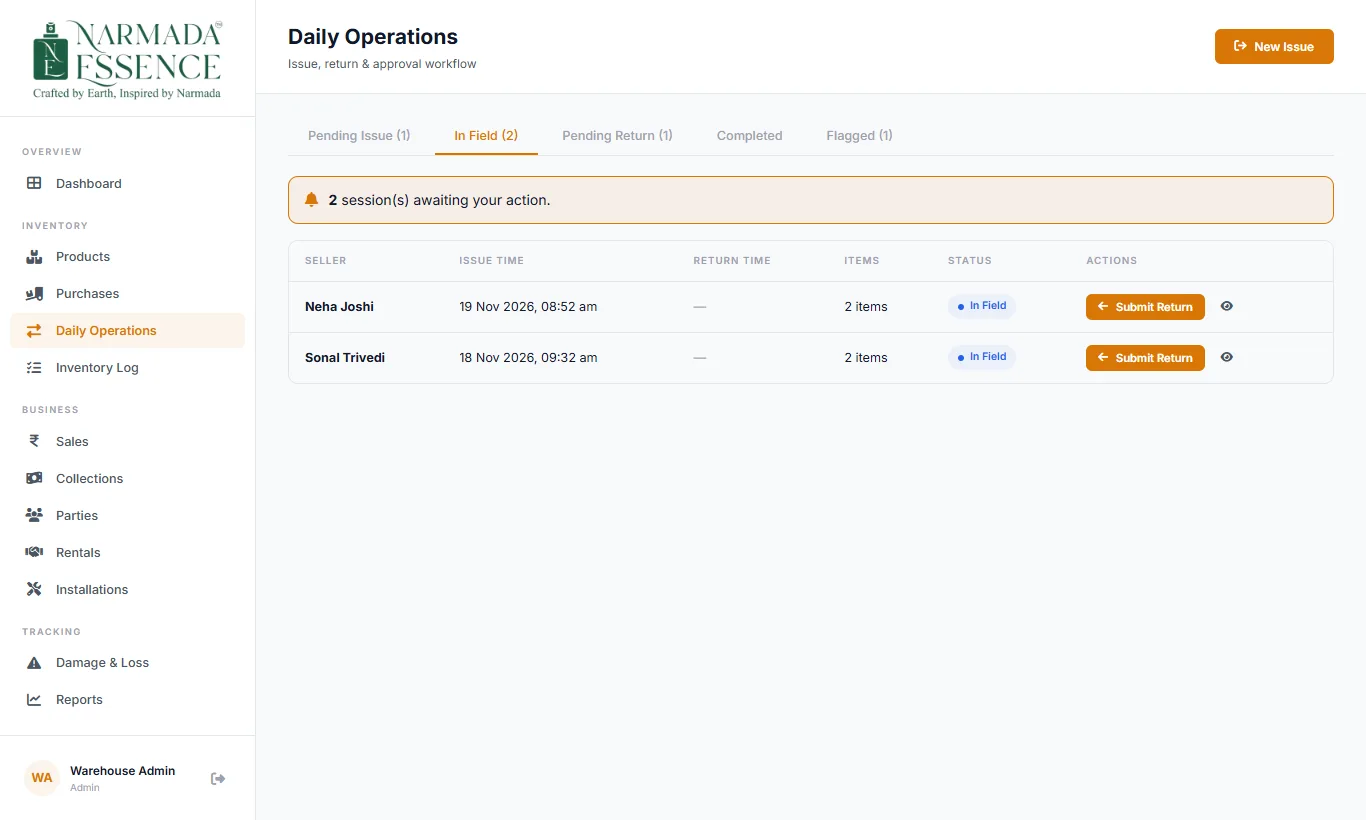 NARMADA
ESSENCE
Crafted by Earth, Inspired by Narmada
OVERVIEW
Dashboard
INVENTORY
Products
Purchases
Daily Operations
Inventory Log
BUSINESS
₹ Sales
Collections
Parties
Rentals
Installations
TRACKING
Damage & Loss
Reports
WA
Warehouse Admin
Admin
Daily Operations
Issue, return & approval workflow
New Issue
Pending Issue (1) In Field (2) Pending Return (1) Completed Flagged (1)
2 session(s) awaiting your action.
SELLER ISSUE TIME RETURN TIME ITEMS STATUS ACTIONS
Neha Joshi 19 Nov 2026, 08:52 am — 2 items In Field Submit Return
Sonal Trivedi 18 Nov 2026, 09:32 am — 2 items In Field Submit Return